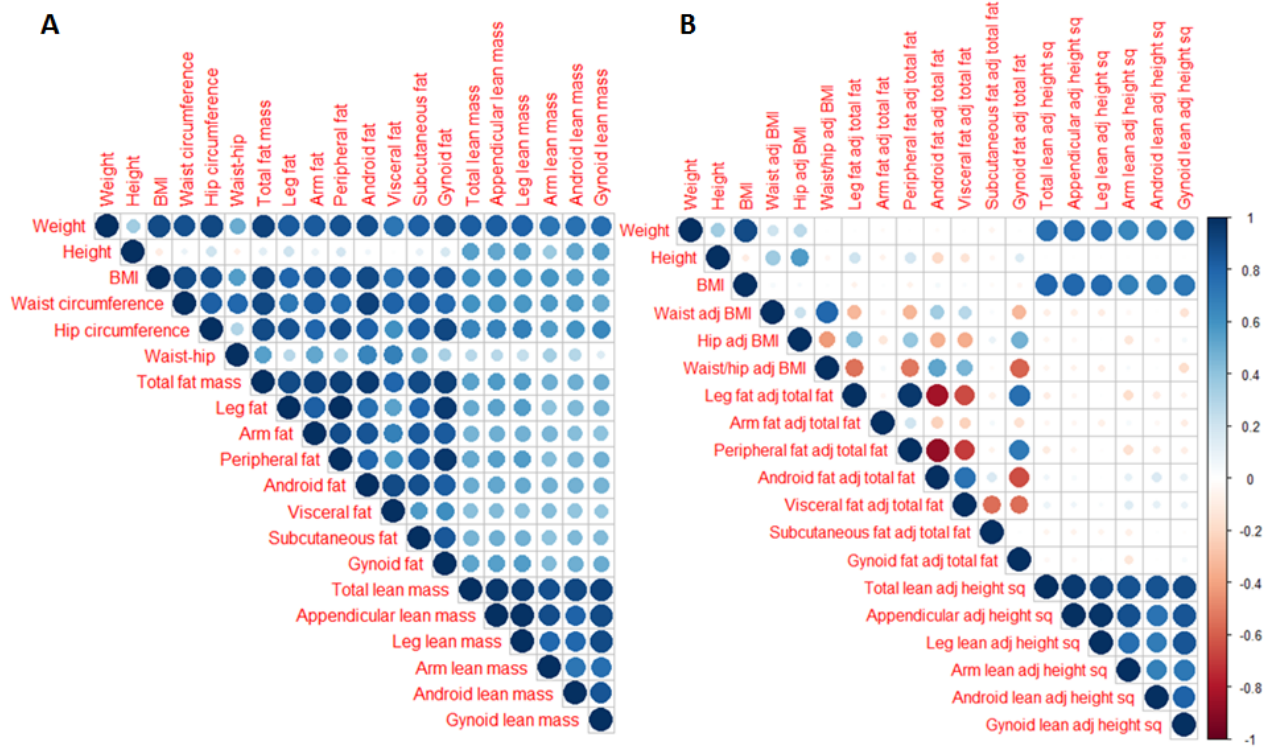 A
Weight
Height
BMI
Waist circumference
Hip circumference
Waist-hip
Total fat mass
Leg fat
Arm fat
Peripheral fat
Android fat
Visceral fat
Subcutaneous fat
Gynoid fat
Total lean mass
Appendicular lean mass
Leg lean mass
Arm lean mass
Android lean mass
Gynoid lean mass
Weight
Height
BMI
Waist circumference
Hip circumference
Waist-hip
Total fat mass
Leg fat
Arm fat
Peripheral fat
Android fat
Visceral fat
Subcutaneous fat
Gynoid fat
Total lean mass
Appendicular lean mass
Leg lean mass
Arm lean mass
Android lean mass
Gynoid lean mass
B
Weight
Height
BMI
Waist adj BMI
Hip adj BMI
Waist/hip adj BMI
Leg fat adj total fat
Arm fat adj total fat
Peripheral fat adj total fat
Android fat adj total fat
Visceral fat adj total fat
Subcutaneous fat adj total fat
Gynoid fat adj total fat
Total lean adj height sq
Appendicular adj height sq
Leg lean adj height sq
Arm lean adj height sq
Android lean adj height sq
Gynoid lean adj height sq
Weight
Height
BMI
Waist adj BMI
Hip adj BMI
Waist/hip adj BMI
Leg fat adj total fat
Arm fat adj total fat
Peripheral fat adj total fat
Android fat adj total fat
Visceral fat adj total fat
Subcutaneous fat adj total fat
Gynoid fat adj total fat
Total lean adj height sq
Appendicular adj height sq
Leg lean adj height sq
Arm lean adj height sq
Android lean adj height sq
Gynoid lean adj height sq
1
0.8
0.6
0.4
0.2
0
-0.2
-0.4
-0.6
-0.8
-1